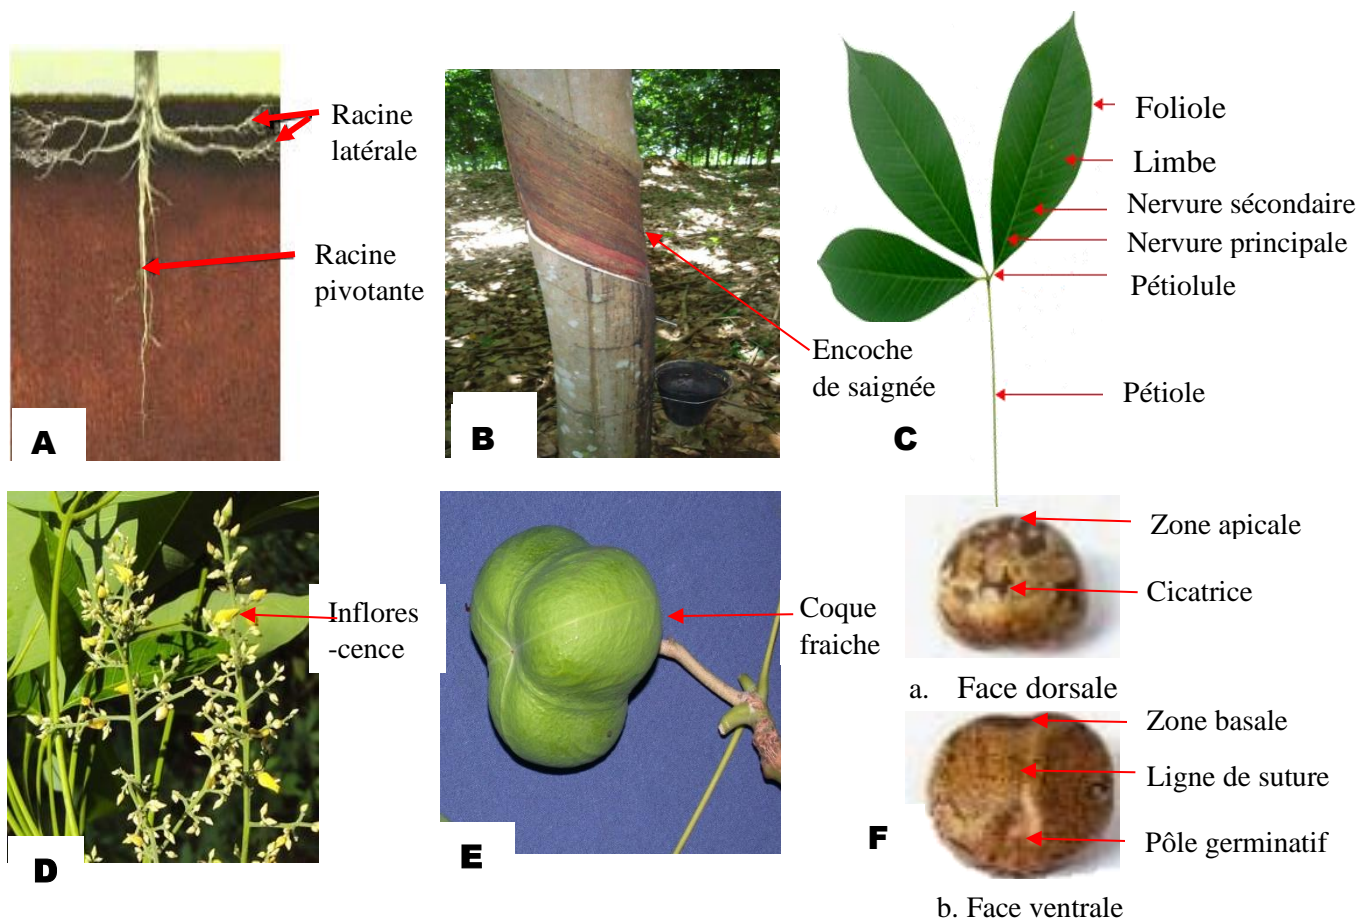 Racine
latérale
Racine
pivotante
A
Encoche
de saignée
B
Foliole
Limbe
Nervure sécondaire
Nervure principale
Pétiolule
Pétiole
C
Inflores
-cence
D
Coque
fraiche
E
Zone apicale
Cicatrice
a. Face dorsale
Zone basale
Ligne de suture
Pôle germinatif
F
b. Face ventrale